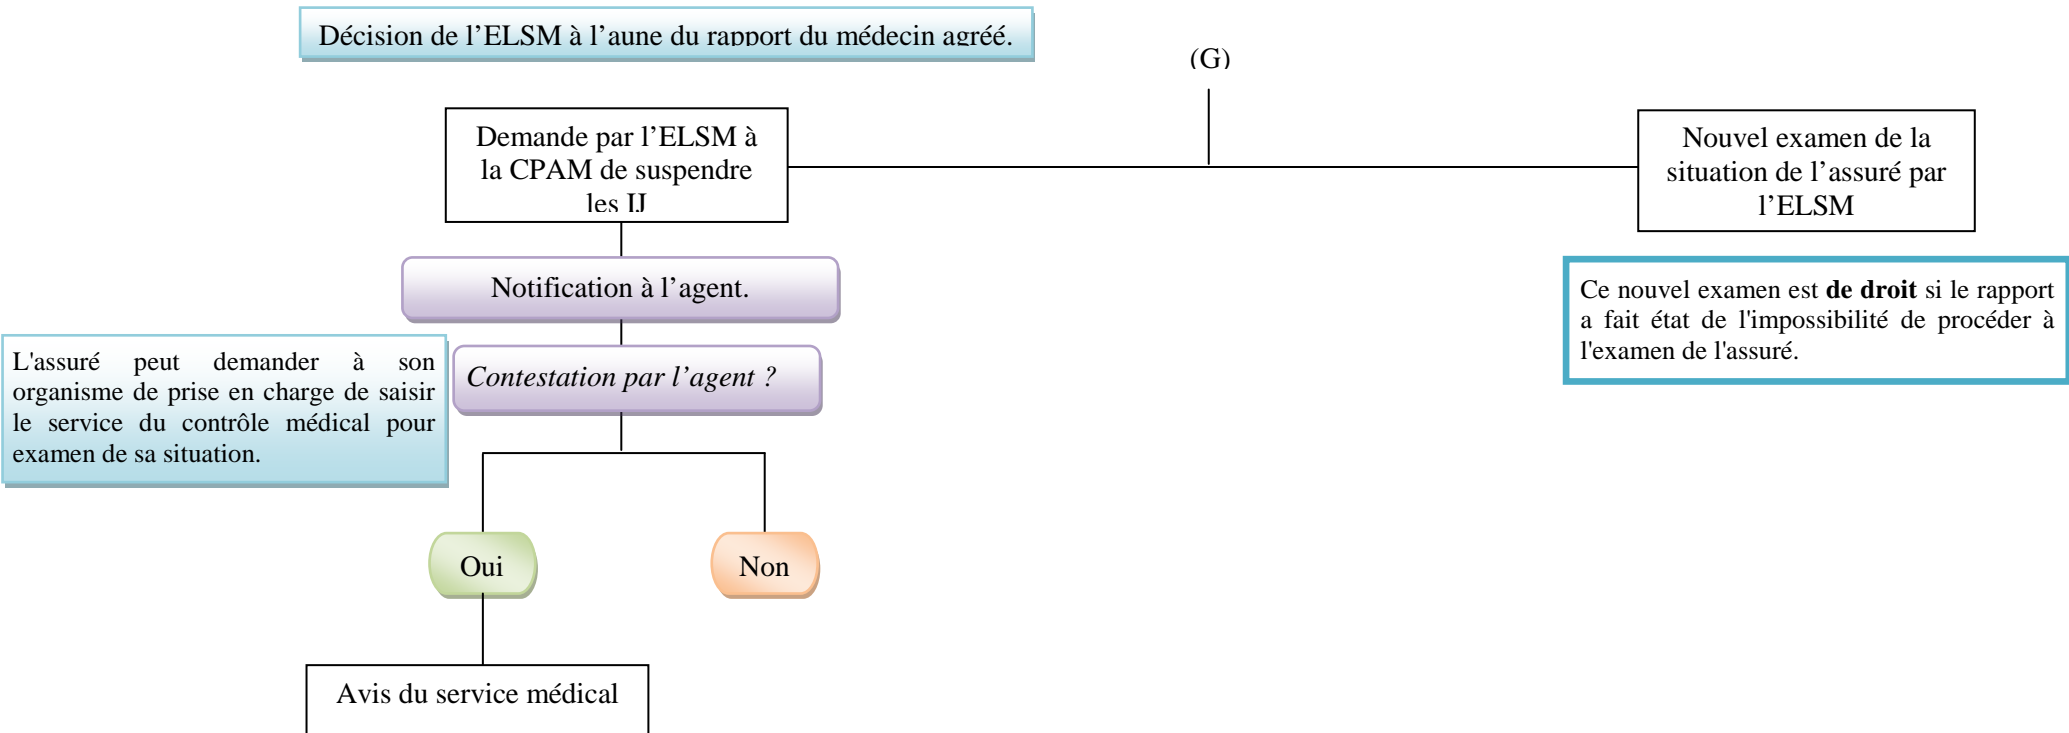 Décision de l’ELSM à l’aune du rapport du médecin agréé.
(G)
Demande par l’ELSM à
la CPAM de suspendre
les IJ
Nouvel examen de la
situation de l’assuré par
l’ELSM
Notification à l’agent.
Ce nouvel examen est de droit si le rapport
a fait état de l'impossibilité de procéder à
l'examen de l'assuré.
L'assuré peut demander à son
organisme de prise en charge de saisir
le service du contrôle médical pour
examen de sa situation.
Contestation par l’agent ?
Oui
Non
Avis du service médical